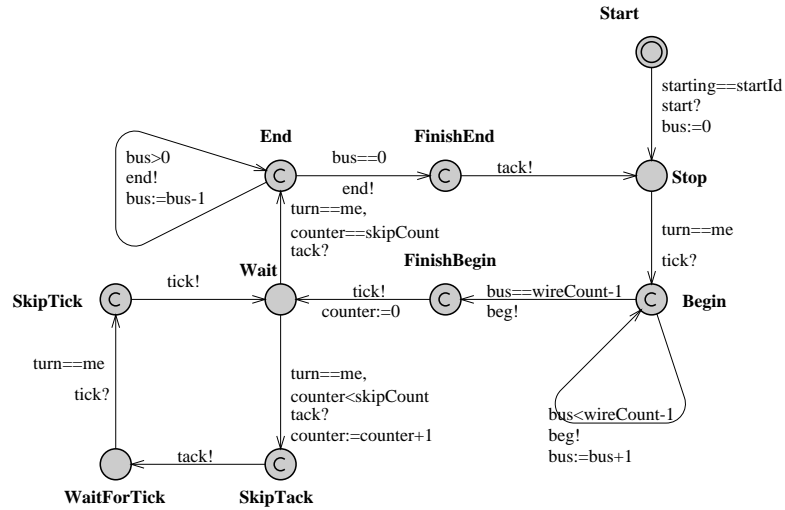 Start
starting==startId
start?
bus:=0
End
FinishEnd
bus>0
end!
bus:=bus-1
C
bus==0
end!
C
tack!
Stop
turn==me,
counter==skipCount
tack?
turn==me
tick?
Wait
FinishBegin
SkipTick
C
tick!
tick!
counter:=0
C
bus==wireCount-1
beg!
C
Begin
turn==me
tick?
turn==me,
counter<skipCount
tack?
counter:=counter+1
bus<wireCount-1
beg!
bus:=bus+1
tack!
C
WaitForTick
SkipTack